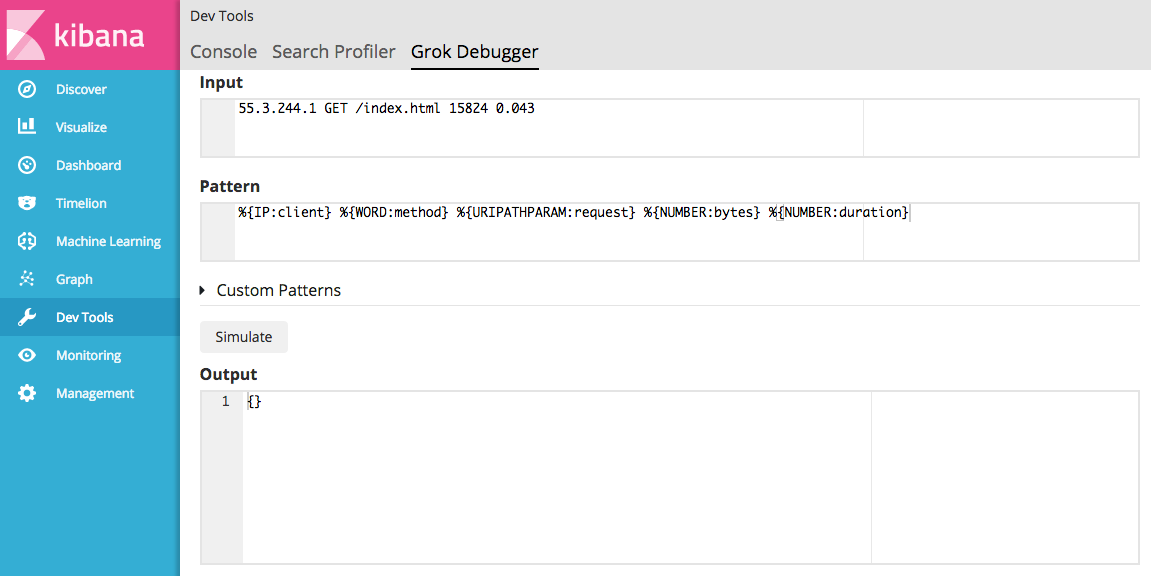 kibana
Discover
Visualize
Dashboard
Timelion
Machine Learning
Graph
Dev Tools
Monitoring
Management
Dev Tools
Console Search Profiler Grok Debugger
Input
55.3.244.1 GET /index.html 15824 0.043
Pattern
%{IP:client} %{WORD:method} %{URIPATHPARAM:request} %{NUMBER:bytes} %{NUMBER:duration}
Custom Patterns
Simulate
Output
1 {}